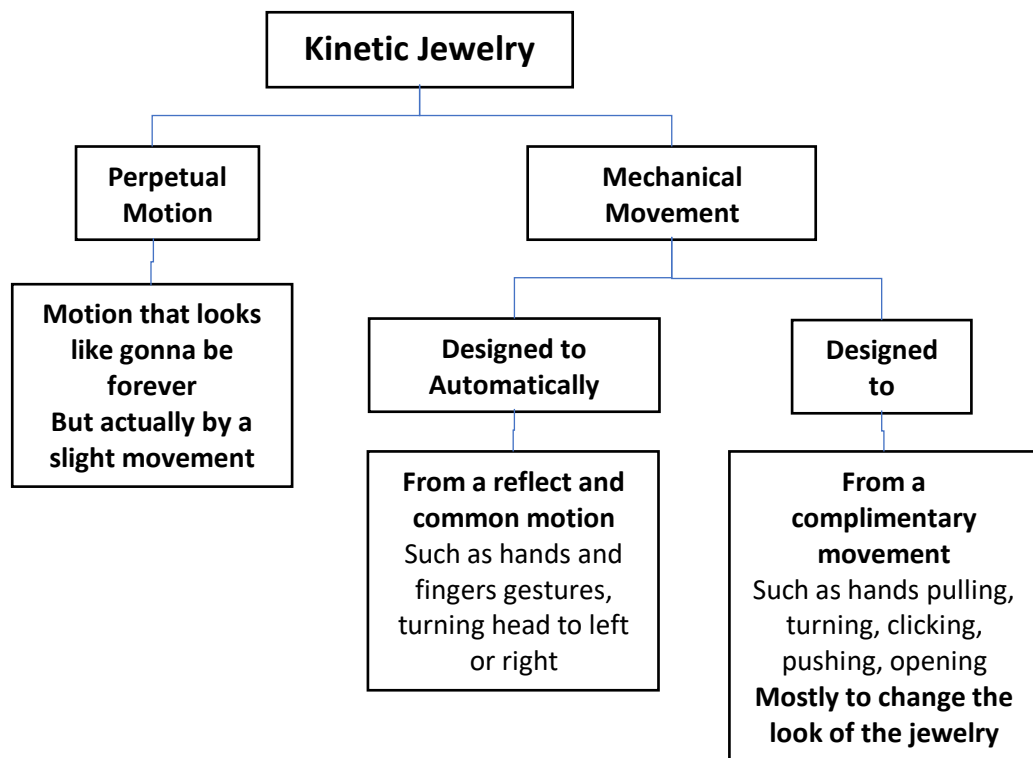 Kinetic Jewelry
Perpetual
Motion
Mechanical
Movement
Motion that looks
like gonna be
forever
But actually by a
slight movement
Designed to
Automatically
Designed
to
From a reflect and
common motion
Such as hands and
fingers gestures,
turning head to left
or right
From a
complimentary
movement
Such as hands pulling,
turning, clicking,
pushing, opening
Mostly to change the
look of the jewelry